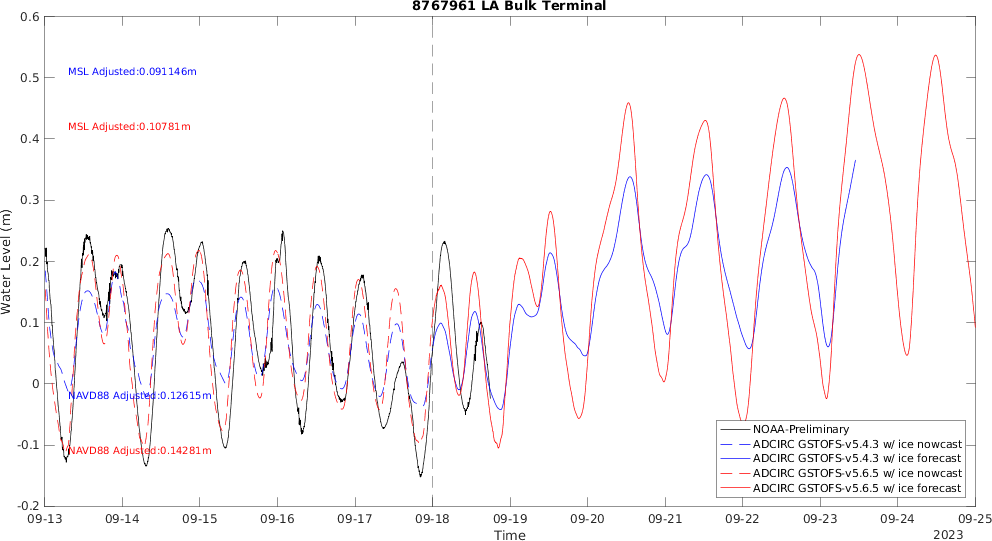 8767961 LA Bulk Terminal
0.6
0.5
0.4
0.3
0.2
0.1
0
-0.1
-0.2
Water Level (m)
MSL Adjusted:0.091146m
MSL Adjusted:0.10781m
NAVD88 Adjusted:0.12615m
NAVD88 Adjusted:0.14281m
NOAA-Preliminary
ADCIRC GSTOFS-v5.4.3 w/ ice nowcast
ADCIRC GSTOFS-v5.4.3 w/ ice forecast
ADCIRC GSTOFS-v5.6.5 w/ ice nowcast
ADCIRC GSTOFS-v5.6.5 w/ ice forecast
09-13 09-14 09-15 09-16 09-17 09-18 09-19 09-20 09-21 09-22 09-23 09-24 09-25
Time
2023